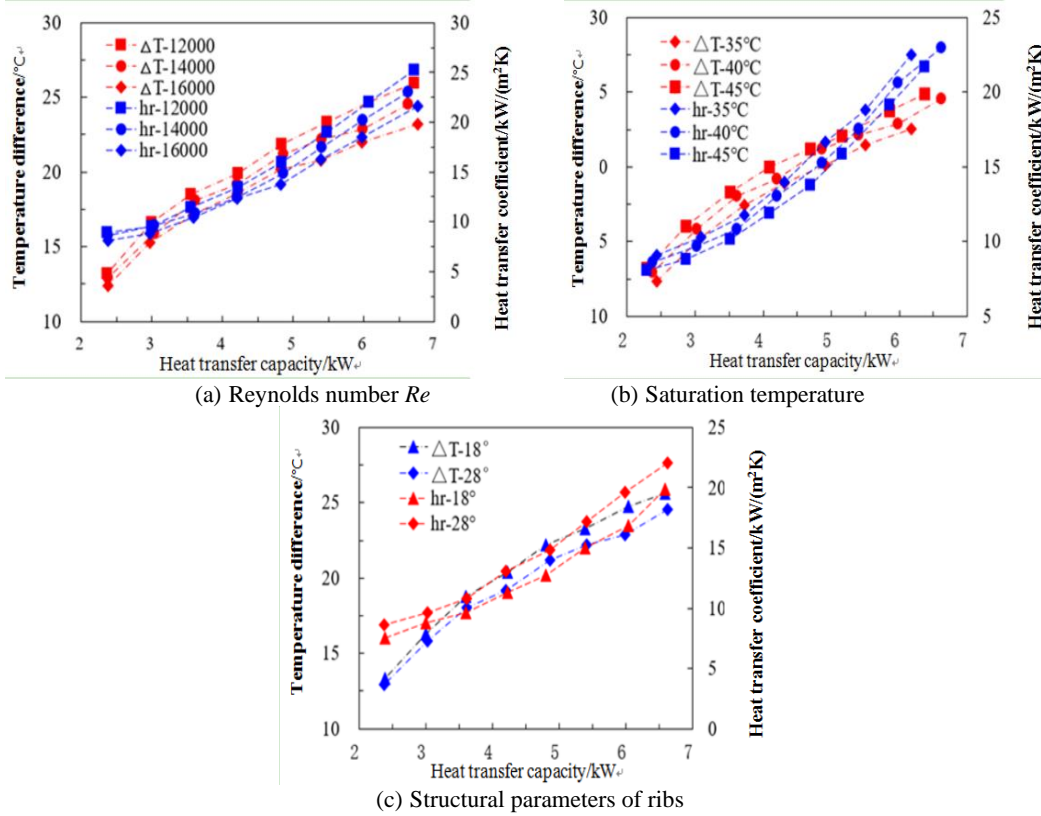 30
25
20
15
10
Temperature difference/°C↵
ΔT-12000
ΔT-14000
ΔT-16000
hr-12000
hr-14000
hr-16000
30
25
20
15
10
5
0
Heat transfer coefficient/kW/(m²K)
2 3 4 5 6 7
Heat transfer capacity/kW↵
(a) Reynolds number Re
30
5
0
5
10
Temperature difference/°C↵
△T-35°C
△T-40°C
△T-45°C
hr-35°C
hr-40°C
hr-45°C
25
20
15
10
5
Heat transfer coefficient/kW/(m²K)
2 3 4 5 6 7
Heat transfer capacity/kW↵
(b) Saturation temperature
30
25
20
15
10
Temperature difference/°C↵
△T-18°
△T-28°
hr-18°
hr-28°
25
20
15
10
5
0
Heat transfer coefficient/kW/(m²K)
2 3 4 5 6 7
Heat transfer capacity/kW↵
(c) Structural parameters of ribs